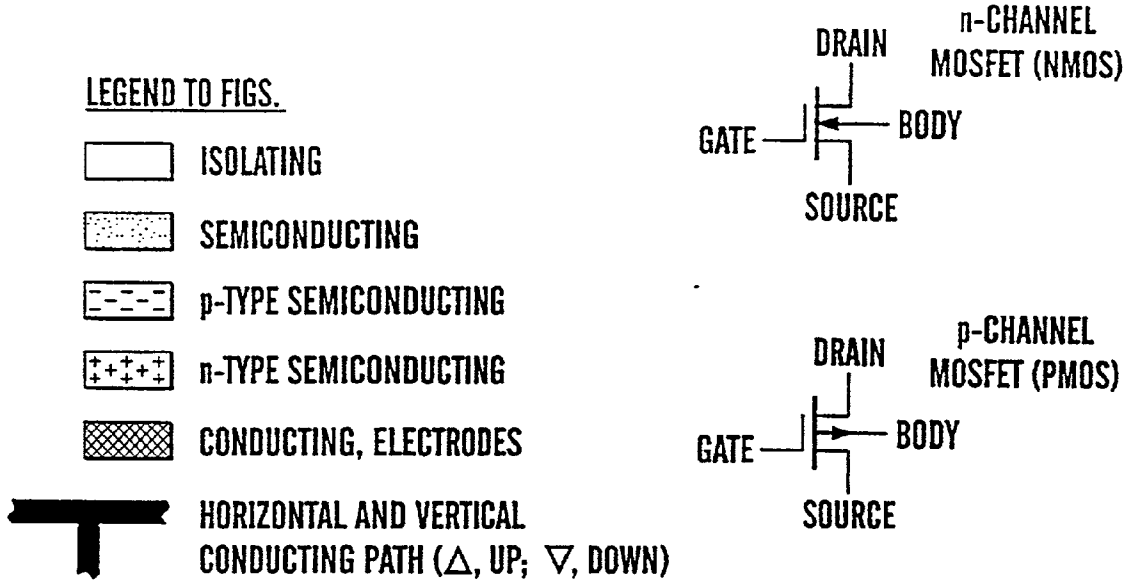 LEGEND TO FIGS.
ISOLATING
SEMICONDUCTING
p-TYPE SEMICONDUCTING
n-TYPE SEMICONDUCTING
CONDUCTING, ELECTRODES
HORIZONTAL AND VERTICAL
CONDUCTING PATH (△, UP; ▽, DOWN)
n-CHANNEL
MOSFET (NMOS)
DRAIN
GATE
BODY
SOURCE
p-CHANNEL
MOSFET (PMOS)
DRAIN
GATE
BODY
SOURCE